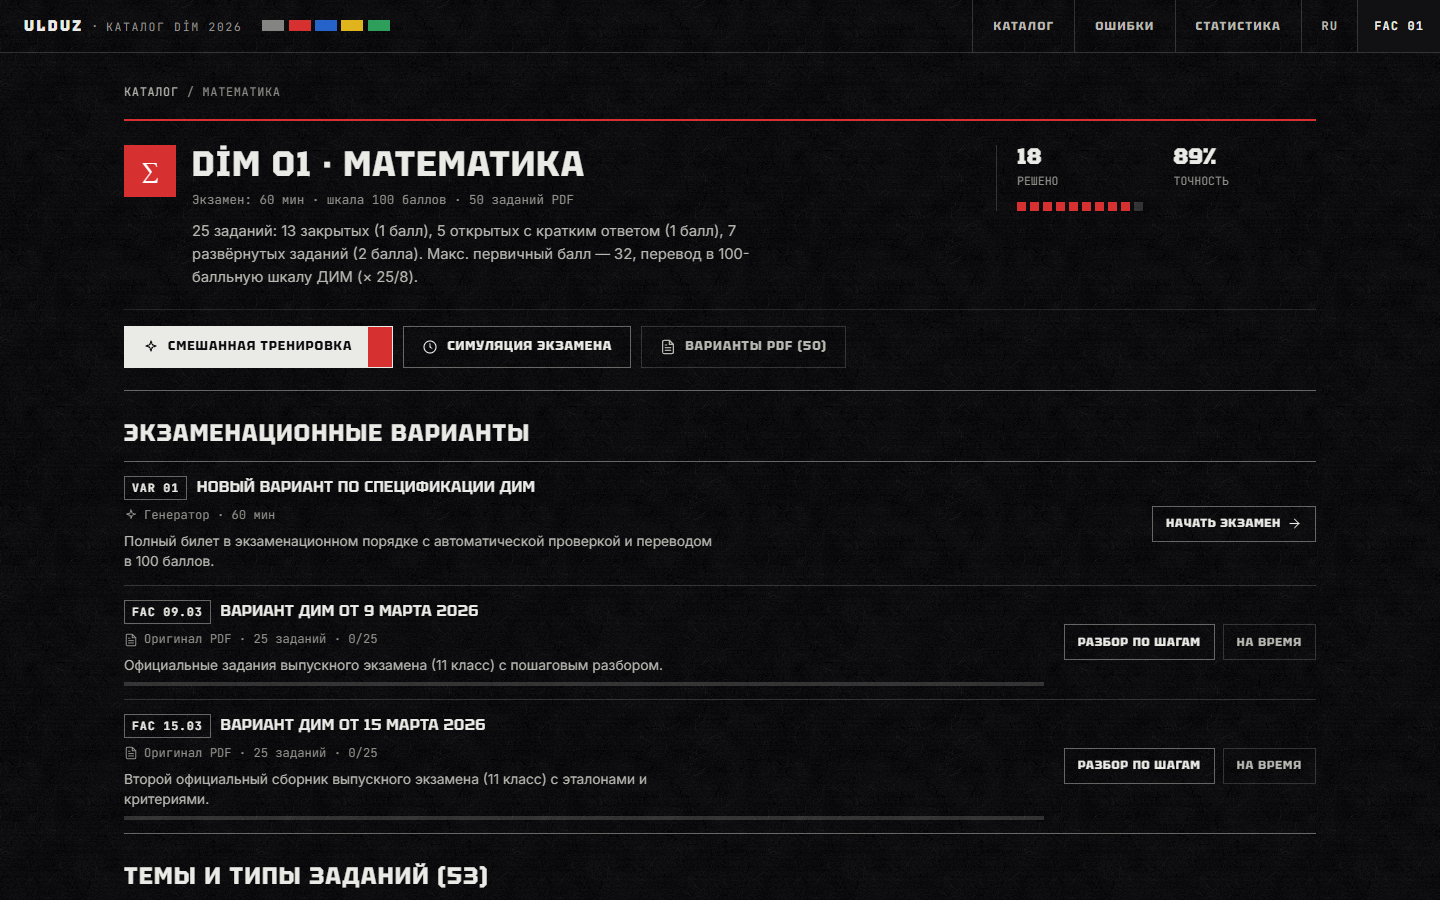 ULDUZ · КАТАЛОГ DİM 2026
КАТАЛОГ
ОШИБКИ
СТАТИСТИКА
RU
FAC 01
КАТАЛОГ / МАТЕМАТИКА
Σ
DİM 01 · МАТЕМАТИКА
Экзамен: 60 мин · шкала 100 баллов · 50 заданий PDF
25 заданий: 13 закрытых (1 балл), 5 открытых с кратким ответом (1 балл), 7
развёрнутых заданий (2 балла). Макс. первичный балл — 32, перевод в 100-
балльную шкалу ДИМ (× 25/8).
18
РЕШЕНО
89%
ТОЧНОСТЬ
СМЕШАННАЯ ТРЕНИРОВКА
СИМУЛЯЦИЯ ЭКЗАМЕНА
ВАРИАНТЫ PDF (50)
ЭКЗАМЕНАЦИОННЫЕ ВАРИАНТЫ
VAR 01 НОВЫЙ ВАРИАНТ ПО СПЕЦИФИКАЦИИ ДИМ
Генератор · 60 мин
Полный билет в экзаменационном порядке с автоматической проверкой и переводом
в 100 баллов.
НАЧАТЬ ЭКЗАМЕН →
FAC 09.03 ВАРИАНТ ДИМ ОТ 9 МАРТА 2026
Оригинал PDF · 25 заданий · 0/25
Официальные задания выпускного экзамена (11 класс) с пошаговым разбором.
РАЗБОР ПО ШАГАМ
НА ВРЕМЯ
FAC 15.03 ВАРИАНТ ДИМ ОТ 15 МАРТА 2026
Оригинал PDF · 25 заданий · 0/25
Второй официальный сборник выпускного экзамена (11 класс) с эталонами и
критериями.
РАЗБОР ПО ШАГАМ
НА ВРЕМЯ
ТЕМЫ И ТИПЫ ЗАДАНИЙ (53)